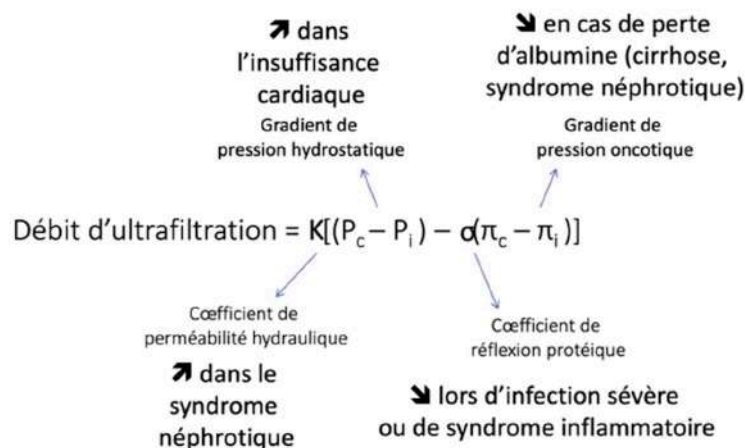 ↗ dans
l'insuffisance
cardiaque
Gradient de
pression hydrostatique
↘ en cas de perte
d'albumine (cirrhose,
syndrome néphrotique)
Gradient de
pression oncotique
Débit d'ultrafiltration = K[(Pc – Pi) – σ(πc – πi)]
Cœfficient de
perméabilité hydraulique
↗ dans le
syndrome
néphrotique
Cœfficient de
réflexion protéique
↘ lors d'infection sévère
ou de syndrome inflammatoire